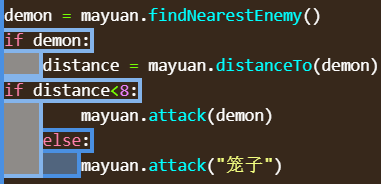 demon = mayuan.findNearestEnemy()
if demon:
    distance = mayuan.distanceTo(demon)
if distance<8:
        mayuan.attack(demon)
    else:
        mayuan.attack("笼子")